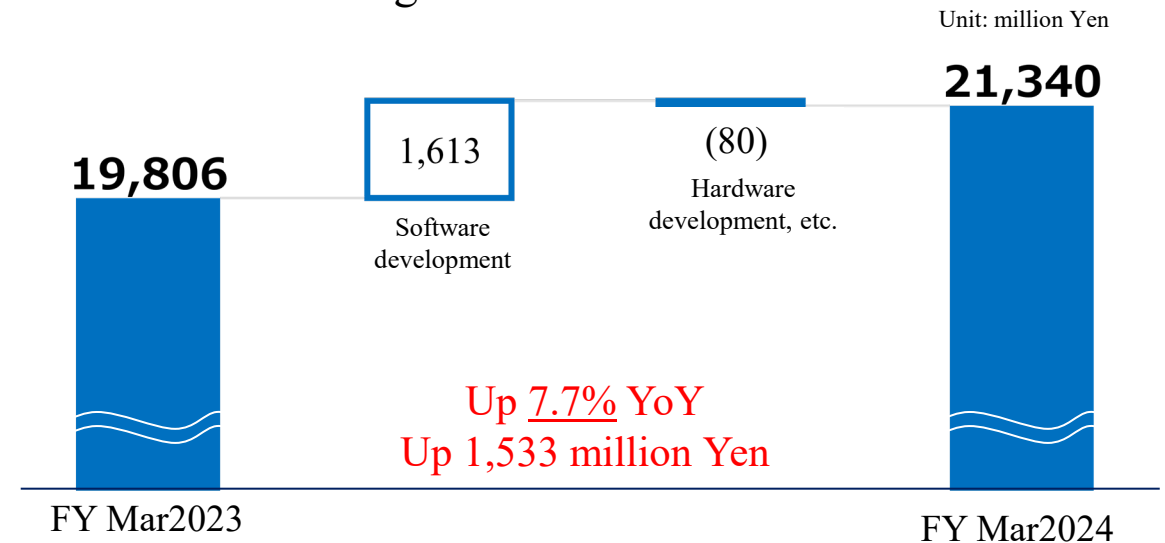 Unit: million Yen
21,340
19,806
1,613
(80)
Software
development
Hardware
development, etc.
Up 7.7% YoY
Up 1,533 million Yen
FY Mar2023
FY Mar2024